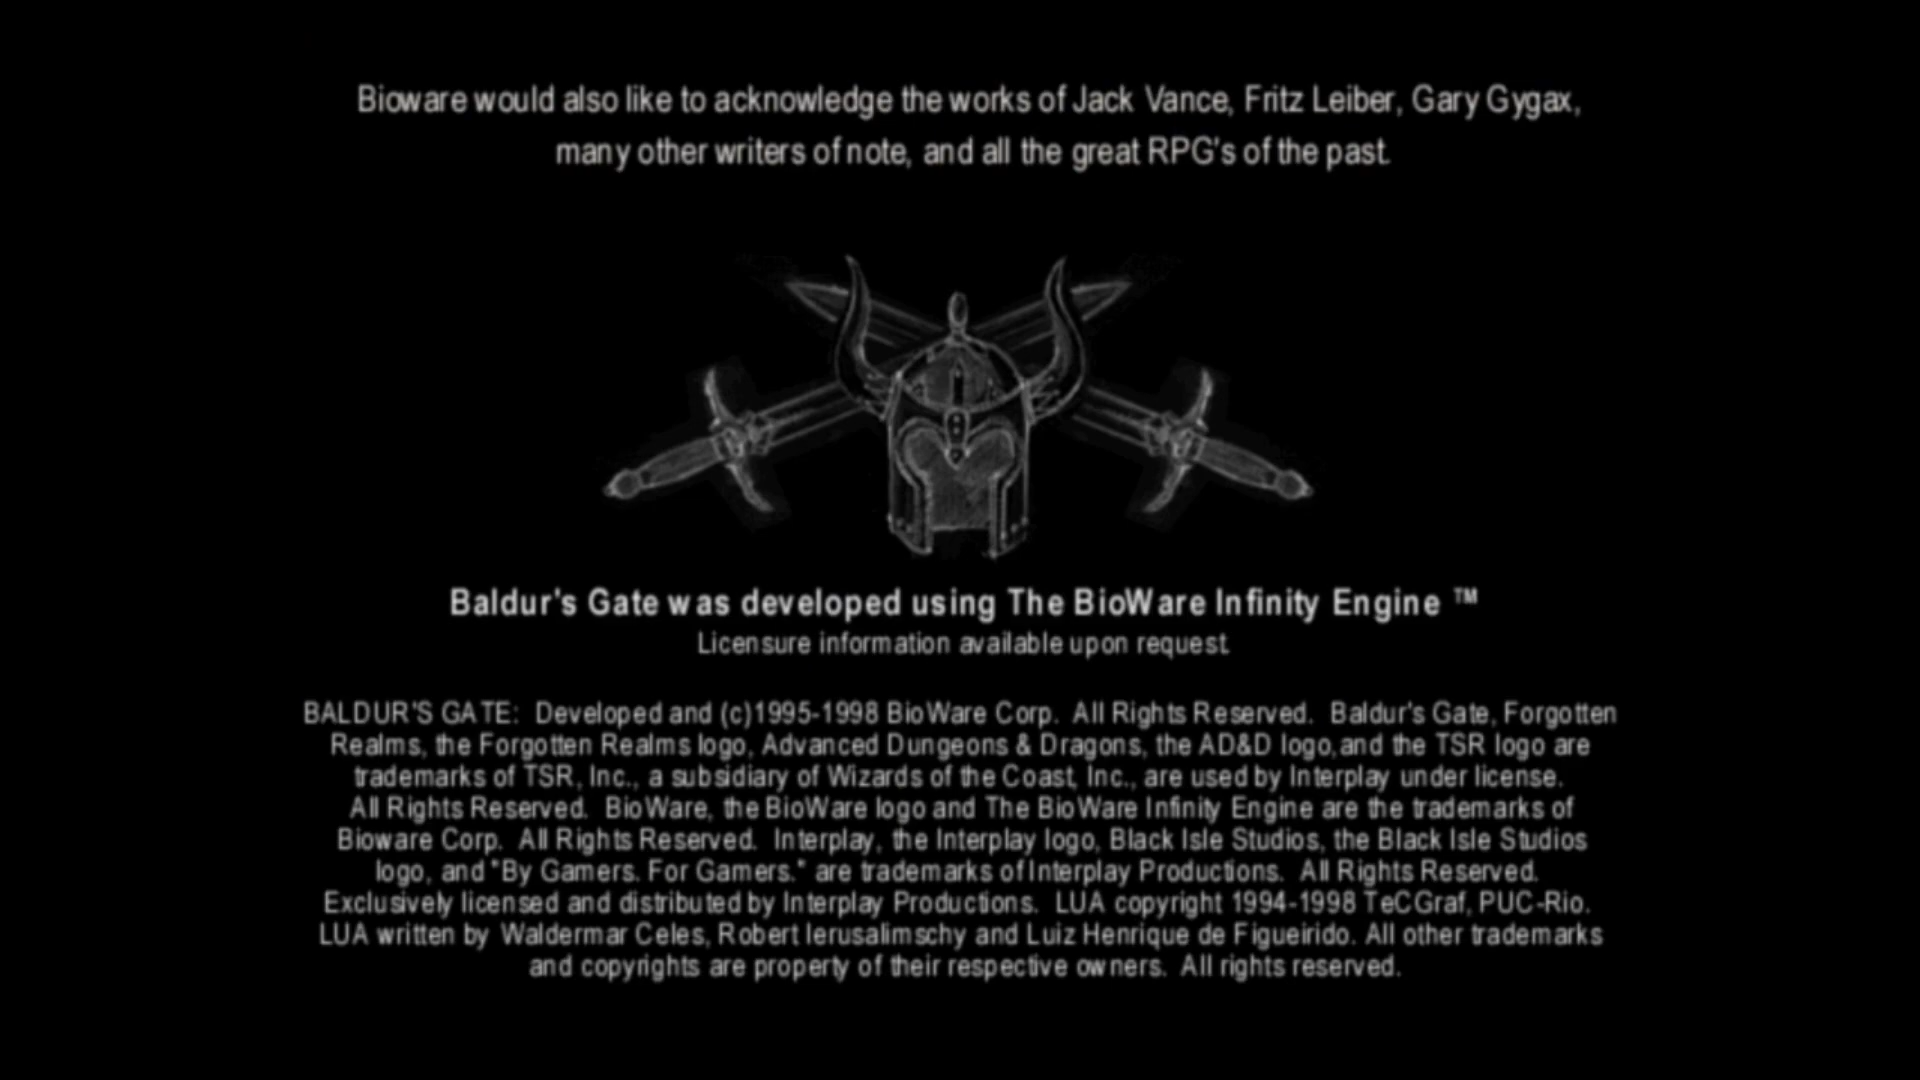 Bioware would also like to acknowledge the works of Jack Vance, Fritz Leiber, Gary Gygax,
many other writers of note, and all the great RPG's of the past.
Baldur's Gate was developed using The BioWare Infinity Engine ™
Licensure information available upon request.
BALDUR'S GATE: Developed and (c)1995-1998 BioWare Corp. All Rights Reserved. Baldur's Gate, Forgotten
Realms, the Forgotten Realms logo, Advanced Dungeons & Dragons, the AD&D logo,and the TSR logo are
trademarks of TSR, Inc., a subsidiary of Wizards of the Coast, Inc., are used by Interplay under license.
All Rights Reserved. BioWare, the BioWare logo and The BioWare Infinity Engine are the trademarks of
Bioware Corp. All Rights Reserved. Interplay, the Interplay logo, Black Isle Studios, the Black Isle Studios
logo, and "By Gamers. For Gamers." are trademarks of Interplay Productions. All Rights Reserved.
Exclusively licensed and distributed by Interplay Productions. LUA copyright 1994-1998 TeCGraf, PUC-Rio.
LUA written by Waldermar Celes, Robert Ierusalimschy and Luiz Henrique de Figueirido. All other trademarks
and copyrights are property of their respective owners. All rights reserved.